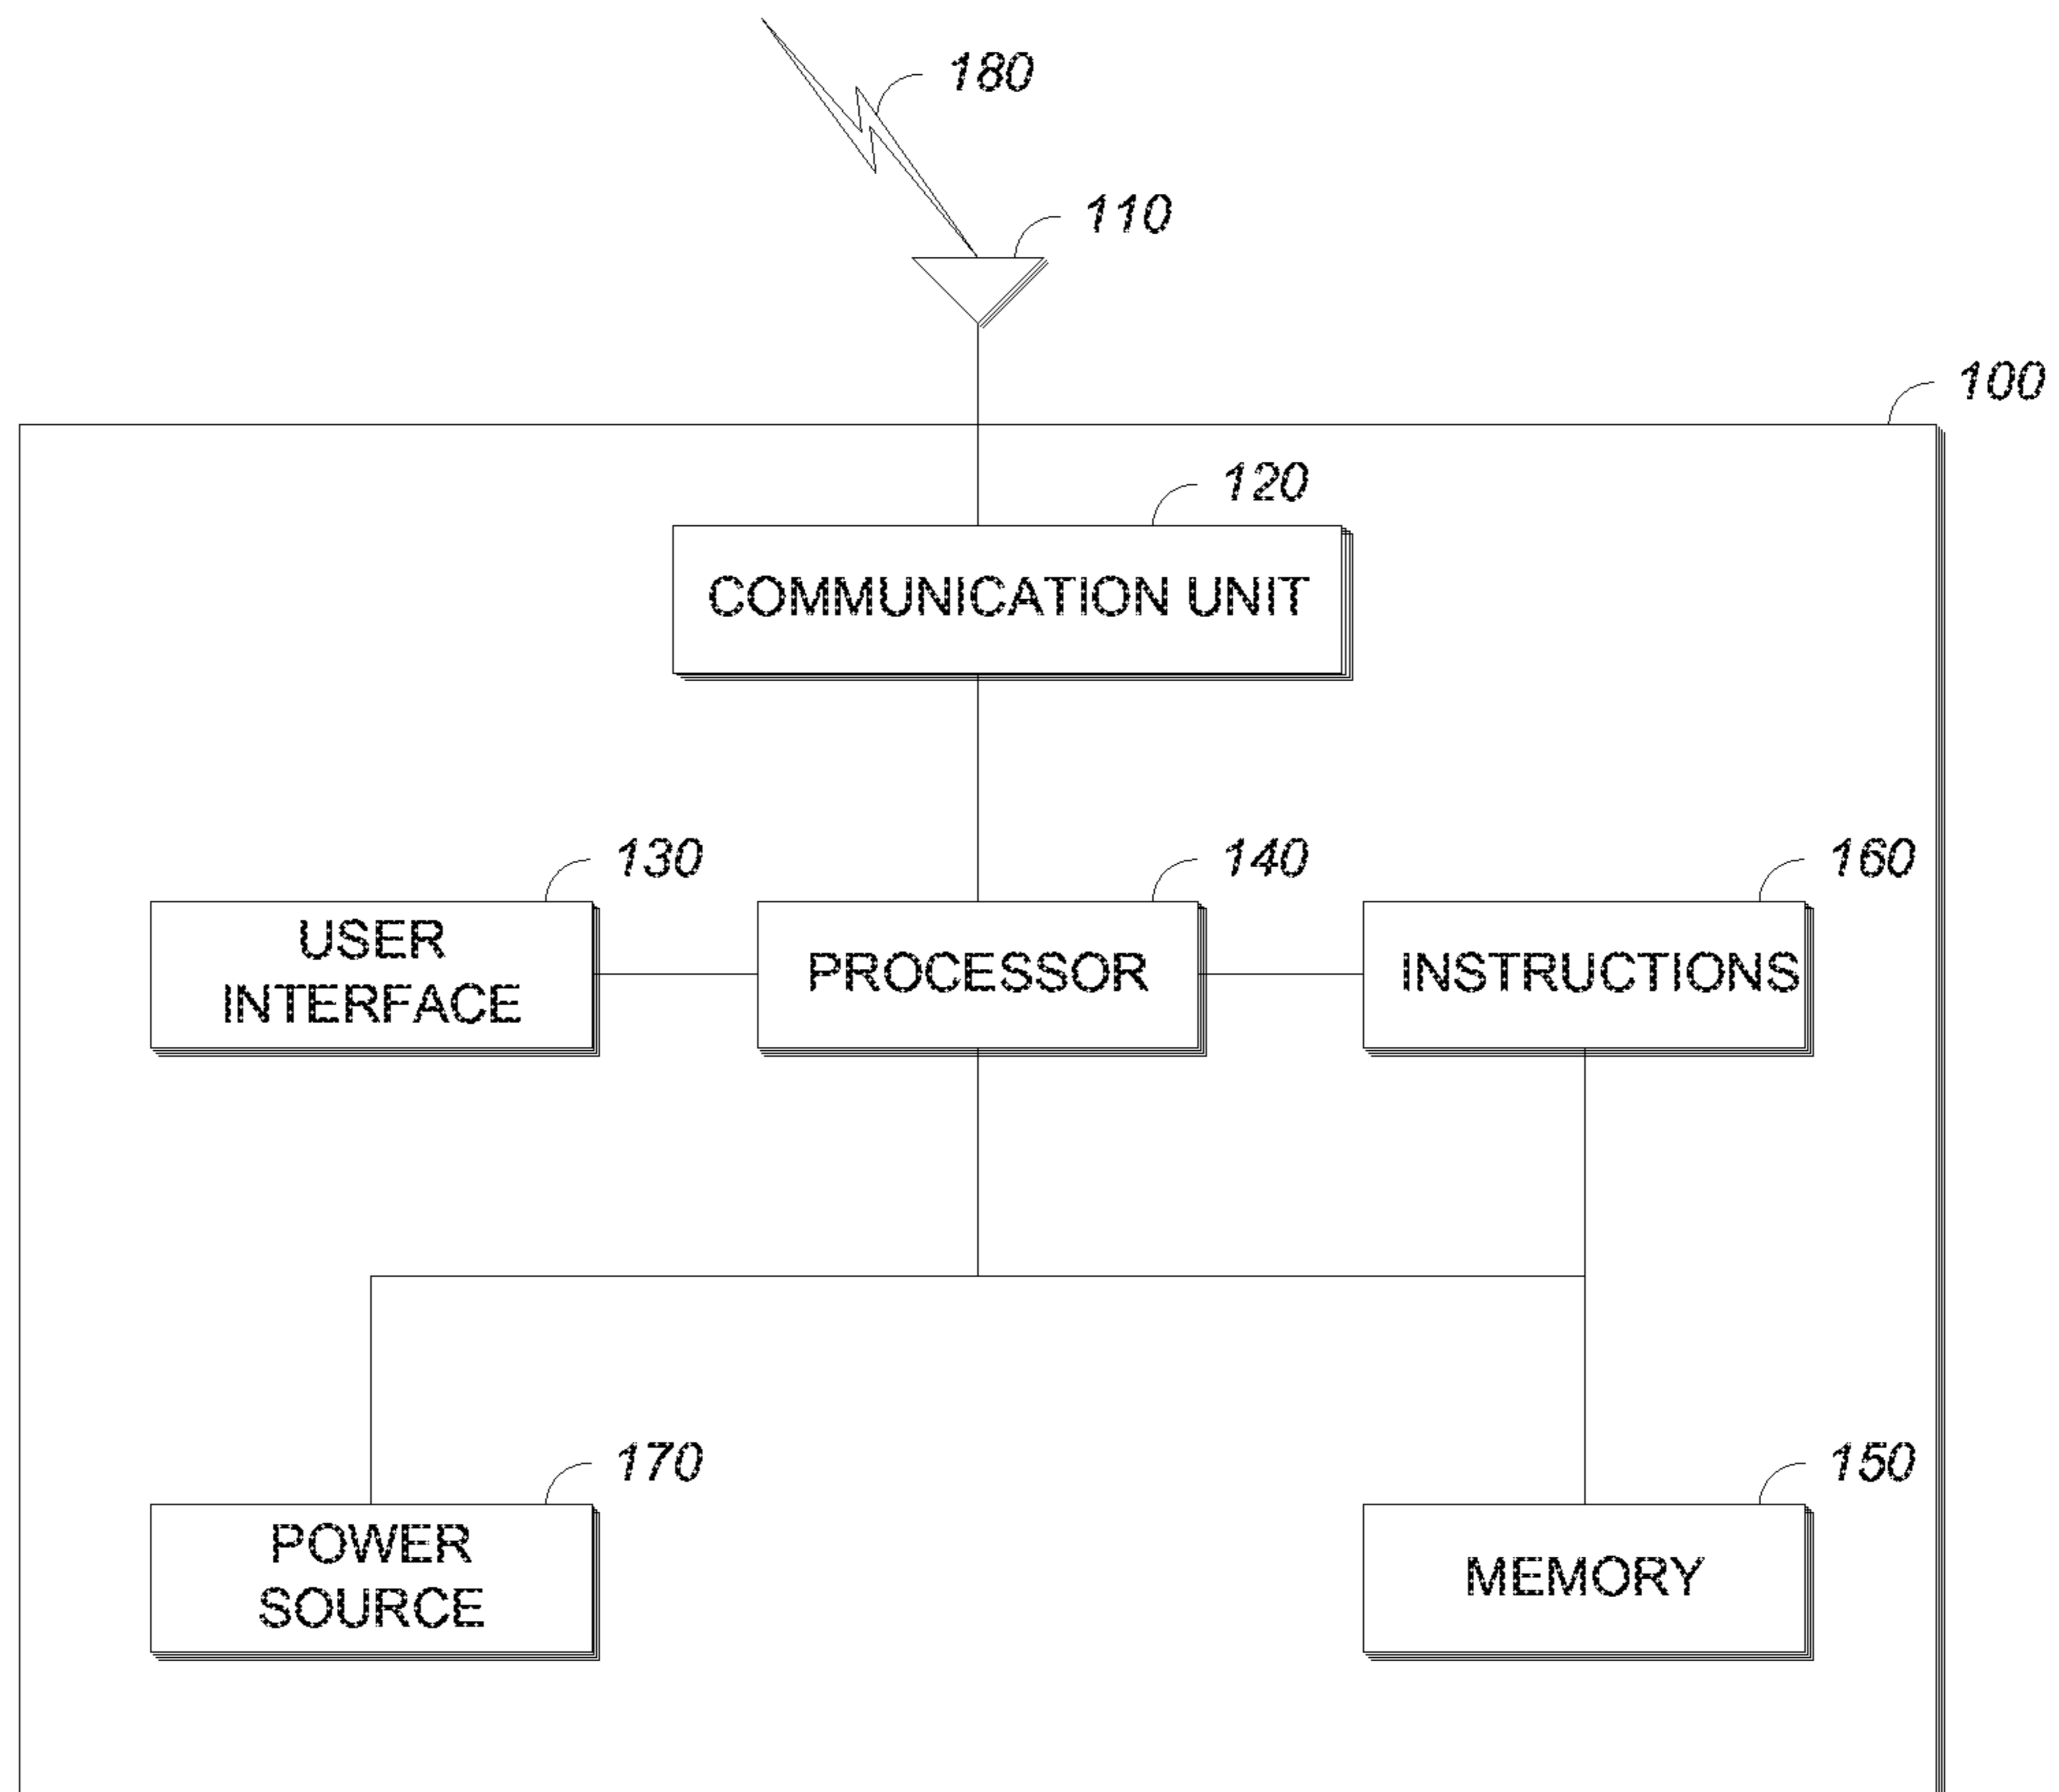 180
110
100
120
COMMUNICATION UNIT
130
140
160
USER
INTERFACE
PROCESSOR
INSTRUCTIONS
170
150
POWER
SOURCE
MEMORY